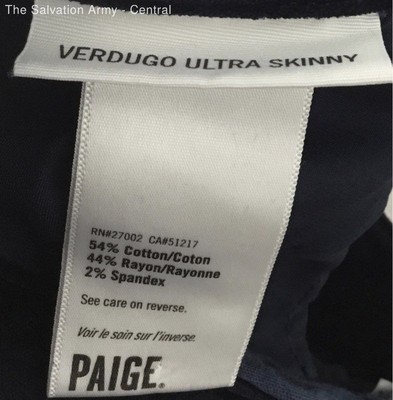 The Salvation Army - Central
VERDUGO ULTRA SKINNY
RN#27002 CA#51217
54% Cotton/Coton
44% Rayon/Rayonne
2% Spandex
See care on reverse.
Voir le soin sur l'inverse.
PAIGE.